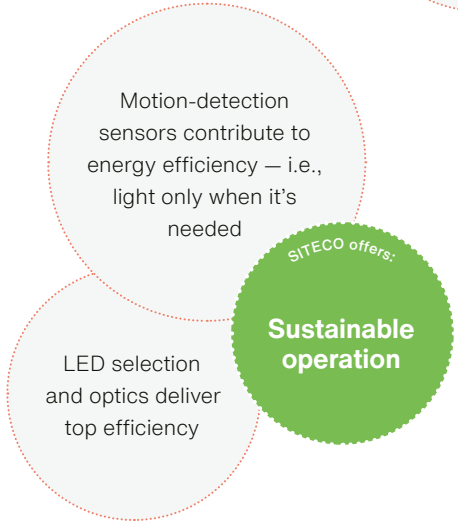 Motion-detection
sensors contribute to
energy efficiency — i.e.,
light only when it's
needed
SiTECO offers:
Sustainable
operation
LED selection
and optics deliver
top efficiency